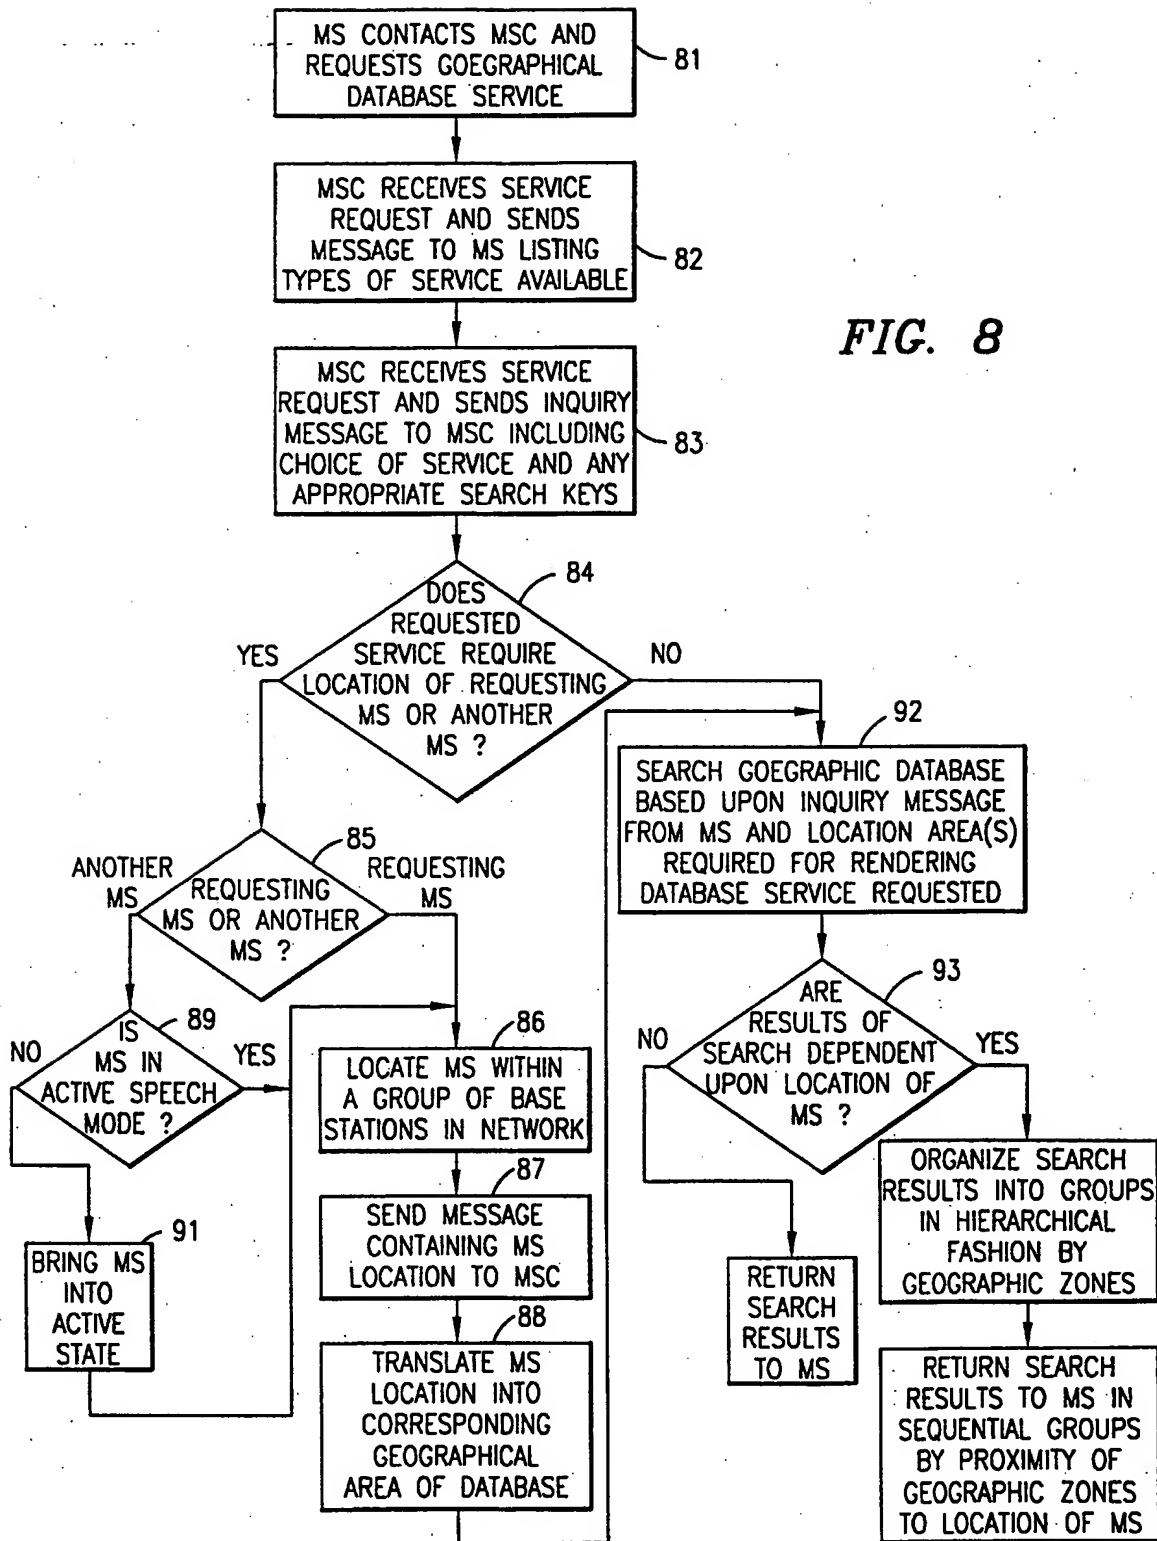 MS CONTACTS MSC AND
REQUESTS GOEGRAPHICAL
DATABASE SERVICE
81
MSC RECEIVES SERVICE
REQUEST AND SENDS
MESSAGE TO MS LISTING
TYPES OF SERVICE AVAILABLE
82
FIG. 8
MSC RECEIVES SERVICE
REQUEST AND SENDS INQUIRY
MESSAGE TO MSC INCLUDING
CHOICE OF SERVICE AND ANY
APPROPRIATE SEARCH KEYS
83
84
DOES
REQUESTED
SERVICE REQUIRE
LOCATION OF REQUESTING
MS OR ANOTHER
MS ?
YES
NO
85
ANOTHER
MS
REQUESTING
MS
REQUESTING
MS OR ANOTHER
MS ?
89
IS
MS IN
ACTIVE SPEECH
MODE ?
NO
YES
91
BRING MS
INTO
ACTIVE
STATE
86
LOCATE MS WITHIN
A GROUP OF BASE
STATIONS IN NETWORK
87
SEND MESSAGE
CONTAINING MS
LOCATION TO MSC
88
TRANSLATE MS
LOCATION INTO
CORRESPONDING
GEOGRAPHICAL
AREA OF DATABASE
92
SEARCH GOEGRAPHIC DATABASE
BASED UPON INQUIRY MESSAGE
FROM MS AND LOCATION AREA(S)
REQUIRED FOR RENDERING
DATABASE SERVICE REQUESTED
93
ARE
RESULTS OF
SEARCH DEPENDENT
UPON LOCATION OF
MS ?
NO
YES
RETURN
SEARCH
RESULTS
TO MS
ORGANIZE SEARCH
RESULTS INTO GROUPS
IN HIERARCHICAL
FASHION BY
GEOGRAPHIC ZONES
RETURN SEARCH
RESULTS TO MS IN
SEQUENTIAL GROUPS
BY PROXIMITY OF
GEOGRAPHIC ZONES
TO LOCATION OF MS